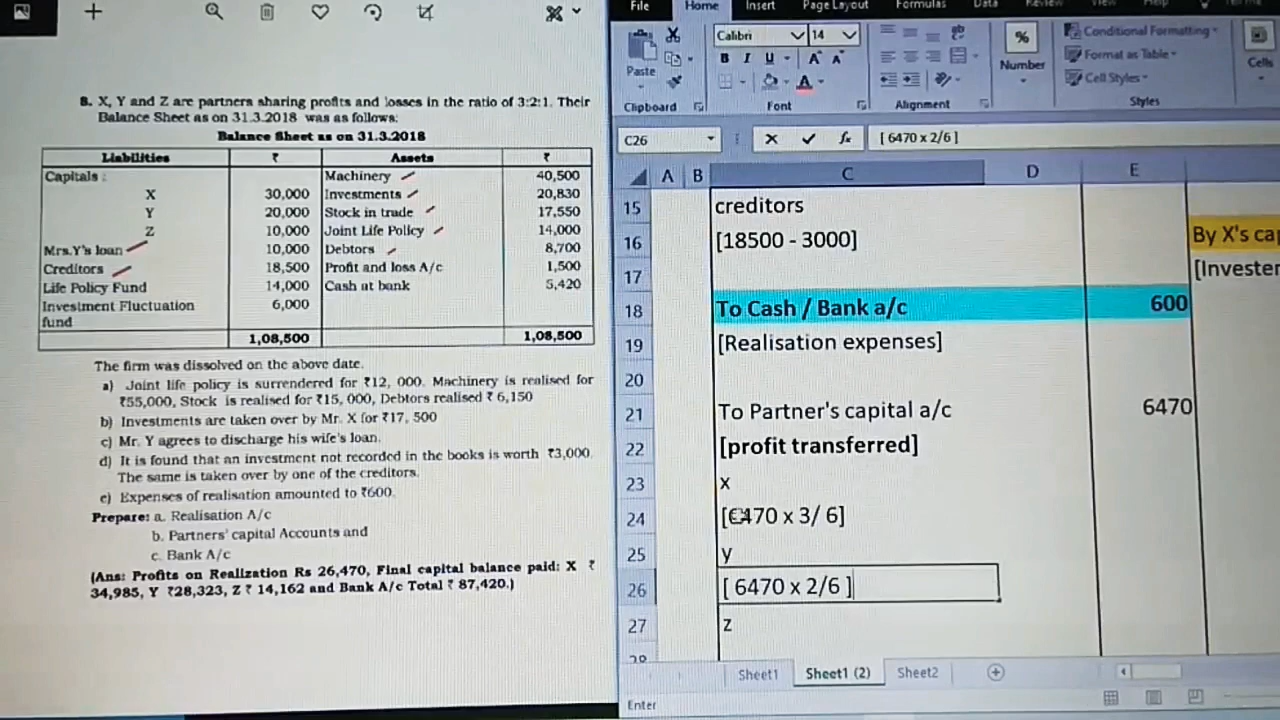 8. X, Y and Z are partners sharing profits and losses in the ratio of 3:2:1. Their
Balance Sheet as on 31.3.2018 was as follows:
Balance Sheet as on 31.3.2018
Liabilities ₹ Assets ₹
Capitals : Machinery 40,500
X 30,000 Investments 20,830
Y 20,000 Stock in trade 17,550
Z 10,000 Joint Life Policy 14,000
Mrs.Y's loan 10,000 Debtors 8,700
Creditors 18,500 Profit and loss A/c 1,500
Life Policy Fund 14,000 Cash at bank 5,420
Investment Fluctuation 6,000
fund
1,08,500 1,08,500
The firm was dissolved on the above date.
a) Joint life policy is surrendered for ₹12, 000. Machinery is realised for
₹55,000, Stock is realised for ₹15, 000, Debtors realised ₹ 6,150
b) Investments are taken over by Mr. X for ₹17, 500
c) Mr. Y agrees to discharge his wife's loan.
d) It is found that an investment not recorded in the books is worth ₹3,000.
The same is taken over by one of the creditors.
e) Expenses of realisation amounted to ₹600.
Prepare: a. Realisation A/c
b. Partners' capital Accounts and
c. Bank A/c
(Ans: Profits on Realization Rs 26,470, Final capital balance paid: X ₹
34,985, Y ₹28,323, Z ₹ 14,162 and Bank A/c Total ₹ 87,420.)
File Home Insert Page Layout Formulas Data Review View Help
Calibri 14
B I U A A
Paste
% Number
Conditional Formatting
Format as Table
Cell Styles
Cells
Clipboard Font Alignment Styles
C26 fx [ 6470 x 2/6 ]
A B C D E
15 creditors
16 [18500 - 3000] By X's cap
17 [Invester
18 To Cash / Bank a/c 600
19 [Realisation expenses]
20
21 To Partner's capital a/c 6470
22 [profit transferred]
23 x
24 [6470 x 3/ 6]
25 y
26 [ 6470 x 2/6 ]
27 z
28
Sheet1 Sheet1 (2) Sheet2
Enter